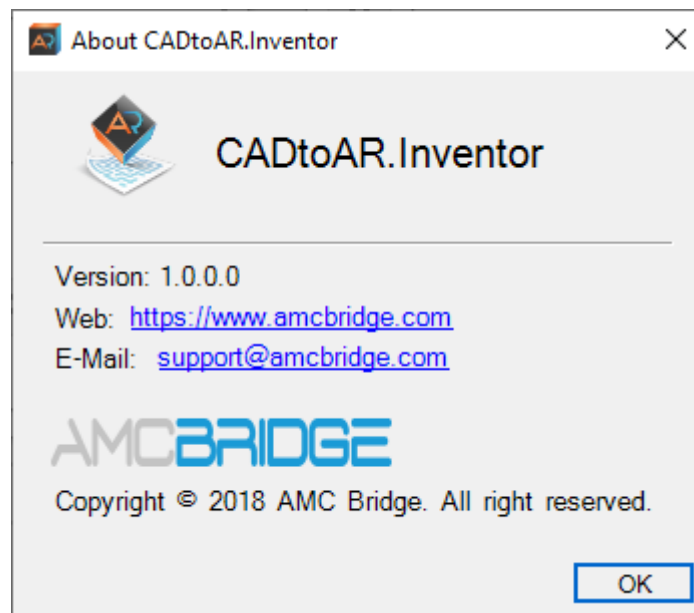 AR About CADtoAR.Inventor
AR
CADtoAR.Inventor
Version: 1.0.0.0
Web: https://www.amcbridge.com
E-Mail: support@amcbridge.com
AMCBRIDGE
Copyright © 2018 AMC Bridge. All right reserved.
OK